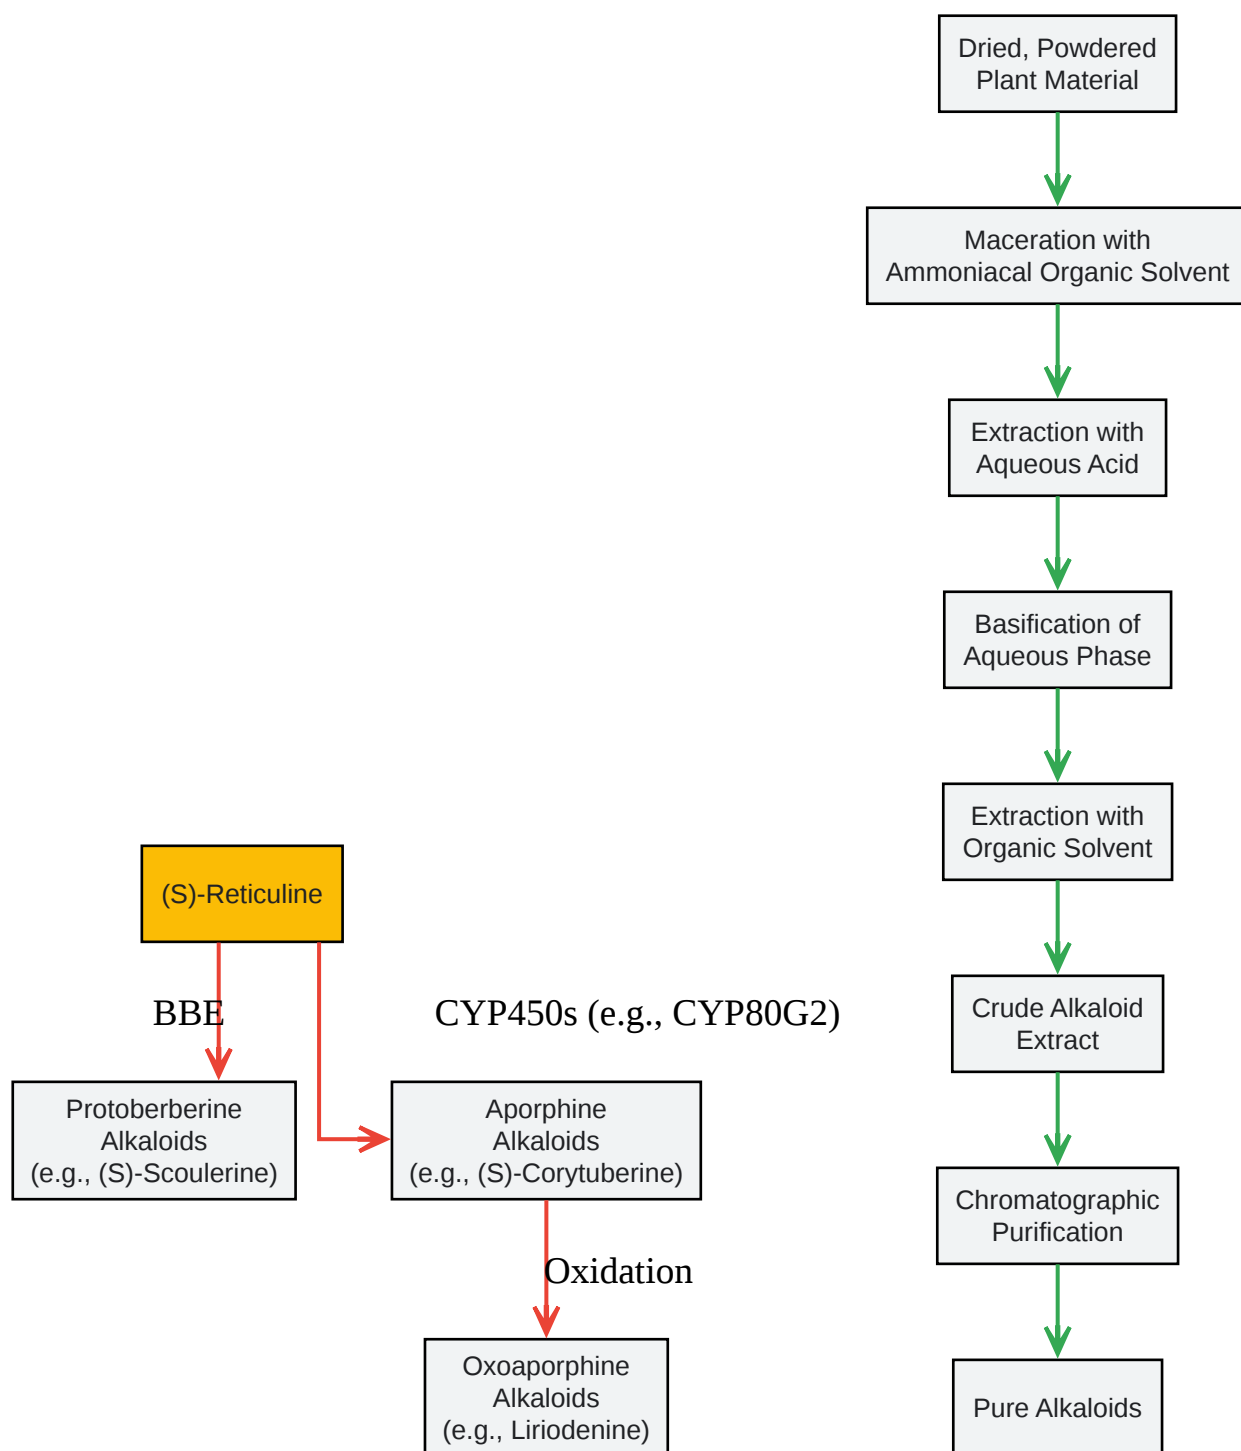 Dried, Powdered
Plant Material
Maceration with
Ammoniacal Organic Solvent
Extraction with
Aqueous Acid
Basification of
Aqueous Phase
Extraction with
Organic Solvent
(S)-Reticuline
BBE
CYP450s (e.g., CYP80G2)
Crude Alkaloid
Extract
Protoberberine
Alkaloids
(e.g., (S)-Scoulerine)
Aporphine
Alkaloids
(e.g., (S)-Corytuberine)
Chromatographic
Purification
Oxidation
Oxoaporphine
Alkaloids
(e.g., Liriodenine)
Pure Alkaloids